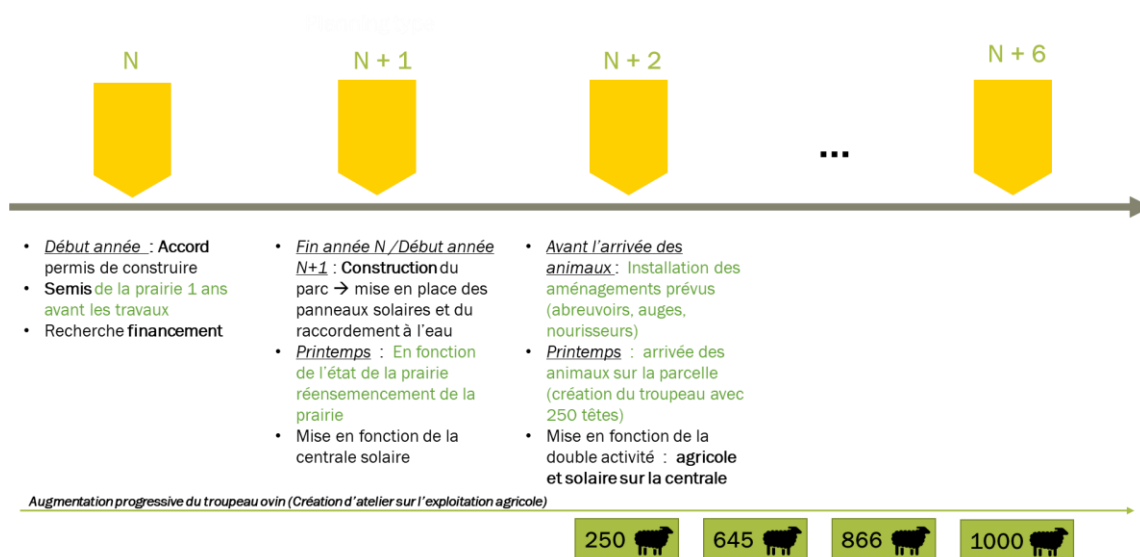 N
N + 1
N + 2
...
N + 6
• Début année : Accord
permis de construire
• Semis de la prairie 1 ans
avant les travaux
• Recherche financement
• Fin année N /Début année
N+1 : Construction du
parc → mise en place des
panneaux solaires et du
raccordement à l'eau
• Printemps : En fonction
de l'état de la prairie
réensemencement de la
prairie
• Mise en fonction de la
centrale solaire
• Avant l'arrivée des
animaux : Installation des
aménagements prévus
(abreuvoirs, auges,
nourisseurs)
• Printemps : arrivée des
animaux sur la parcelle
(création du troupeau avec
250 têtes)
• Mise en fonction de la
double activité : agricole
et solaire sur la centrale
Augmentation progressive du troupeau ovin (Création d'atelier sur l'exploitation agricole)
250
645
866
1000